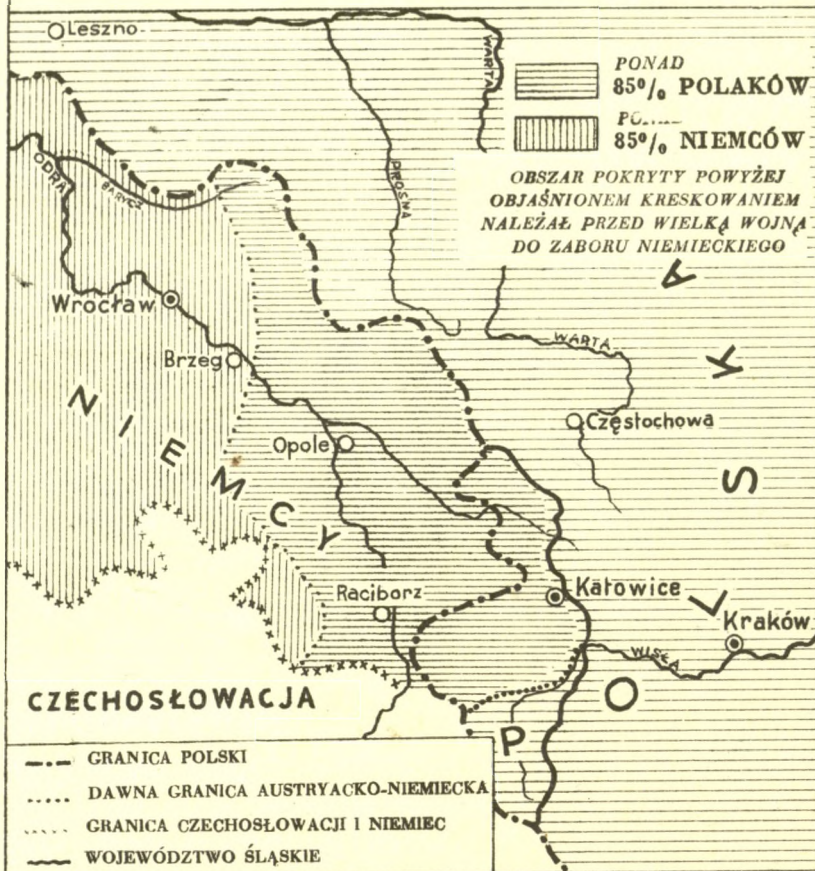 Leszno
WARTA
PONAD
85% POLAKÓW
85% NIEMCÓW
OBSZAR POKRYTY POWYŻEJ
OBJAŚNIONEM KRESKOWANIEM
NALEŻAŁ PRZED WIELKĄ WOJNĄ
DO ZABORU NIEMIECKIEGO
ODRA
BARYCZ
PROSNA
Wrocław
WARTA
Brzeg
Częstochowa
Opole
NIEMCY
Katowice
Raciborz
Kraków
WISŁA
POLSKA
CZECHOSŁOWACJA
GRANICA POLSKI
DAWNA GRANICA AUSTRYACKO-NIEMIECKA
GRANICA CZECHOSŁOWACJI I NIEMIEC
WOJEWÓDZTWO ŚLĄSKIE